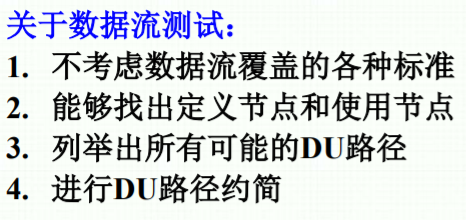 关于数据流测试：
1. 不考虑数据流覆盖的各种标准
2. 能够找出定义节点和使用节点
3. 列举出所有可能的DU路径
4. 进行DU路径约简